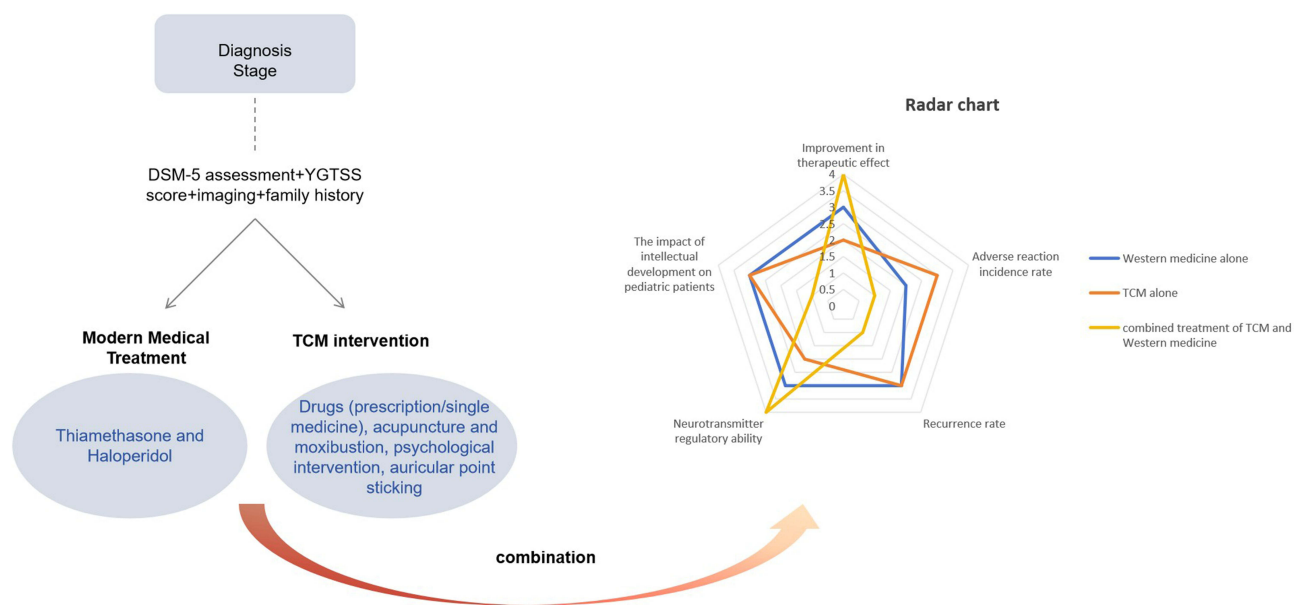 Diagnosis
Stage
DSM-5 assessment+YGTSS
score+imaging+family history
Modern Medical
Treatment
TCM intervention
Thiamethasone and
Haloperidol
Drugs (prescription/single
medicine), acupuncture and
moxibustion, psychological
intervention, auricular point
sticking
combination
Radar chart
Improvement in
therapeutic effect
4
3.5
3
2.5
2
1.5
1
0.5
0
Adverse reaction
incidence rate
Recurrence rate
Neurotransmitter
regulatory ability
The impact of
intellectual
development on
pediatric patients
Western medicine alone
TCM alone
combined treatment of TCM and
Western medicine